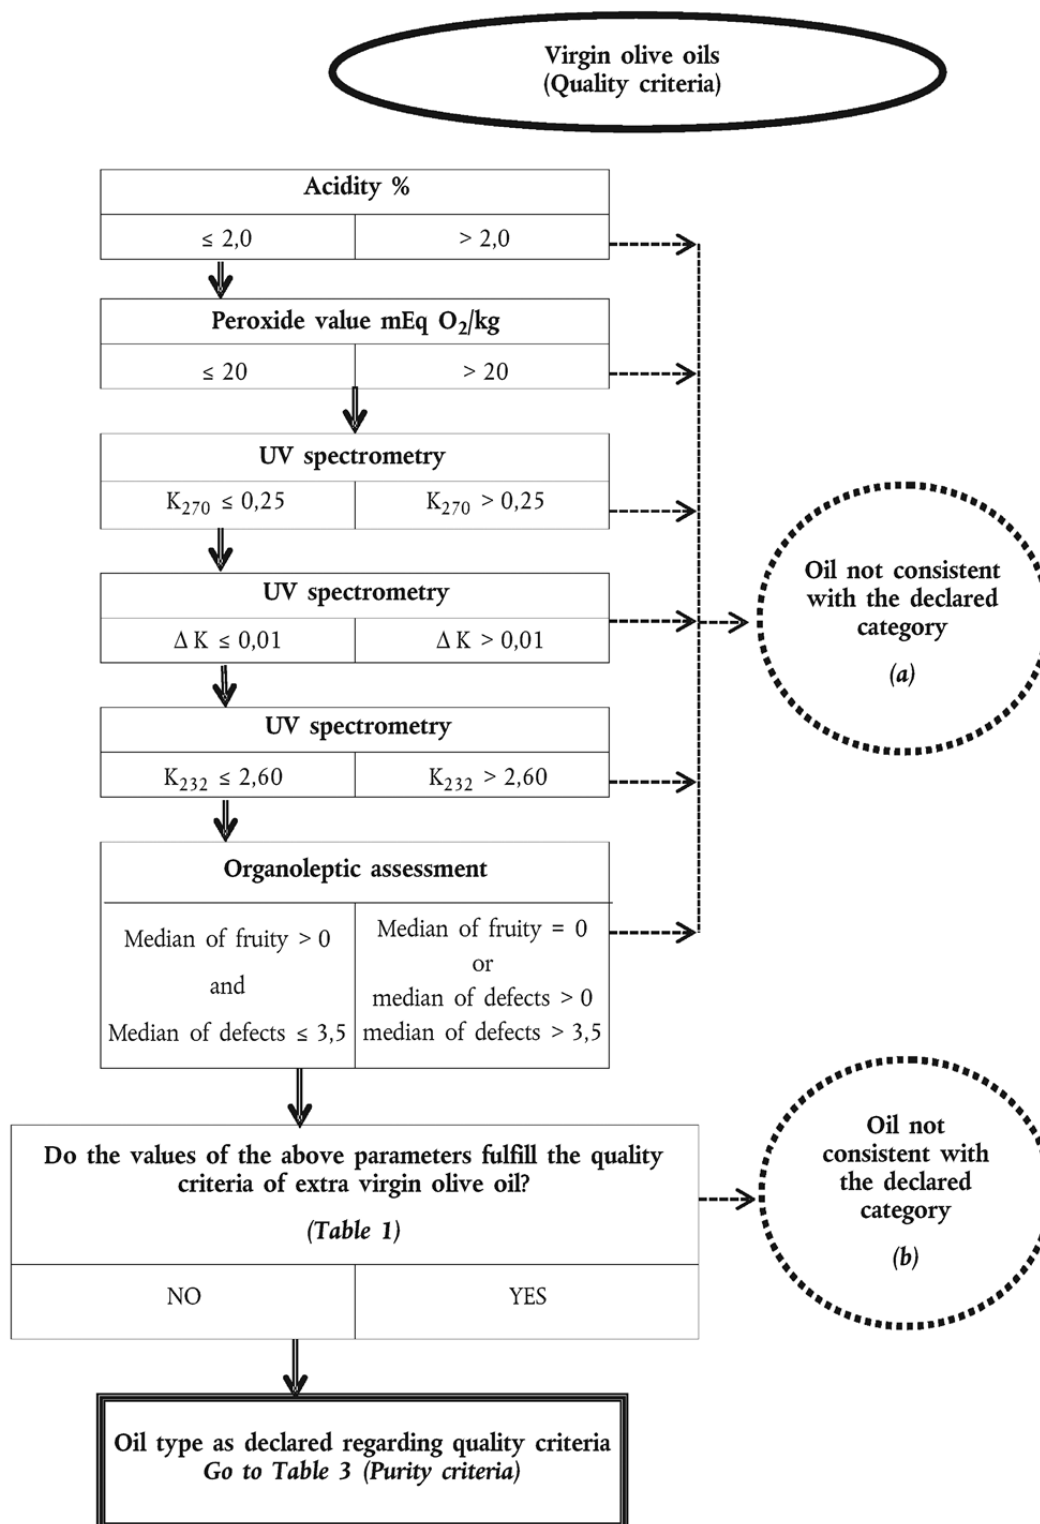 Virgin olive oils
(Quality criteria)
Acidity %
≤ 2,0
> 2,0
Peroxide value mEq O₂/kg
≤ 20
> 20
UV spectrometry
K₂₇₀ ≤ 0,25
K₂₇₀ > 0,25
UV spectrometry
Δ K ≤ 0,01
Δ K > 0,01
UV spectrometry
K₂₃₂ ≤ 2,60
K₂₃₂ > 2,60
Oil not consistent
with the declared
category
(a)
Organoleptic assessment
Median of fruity > 0
and
Median of defects ≤ 3,5
Median of fruity = 0
or
median of defects > 0
median of defects > 3,5
Do the values of the above parameters fulfill the quality
criteria of extra virgin olive oil?
(Table 1)
NO
YES
Oil not
consistent with
the declared
category
(b)
Oil type as declared regarding quality criteria
Go to Table 3 (Purity criteria)